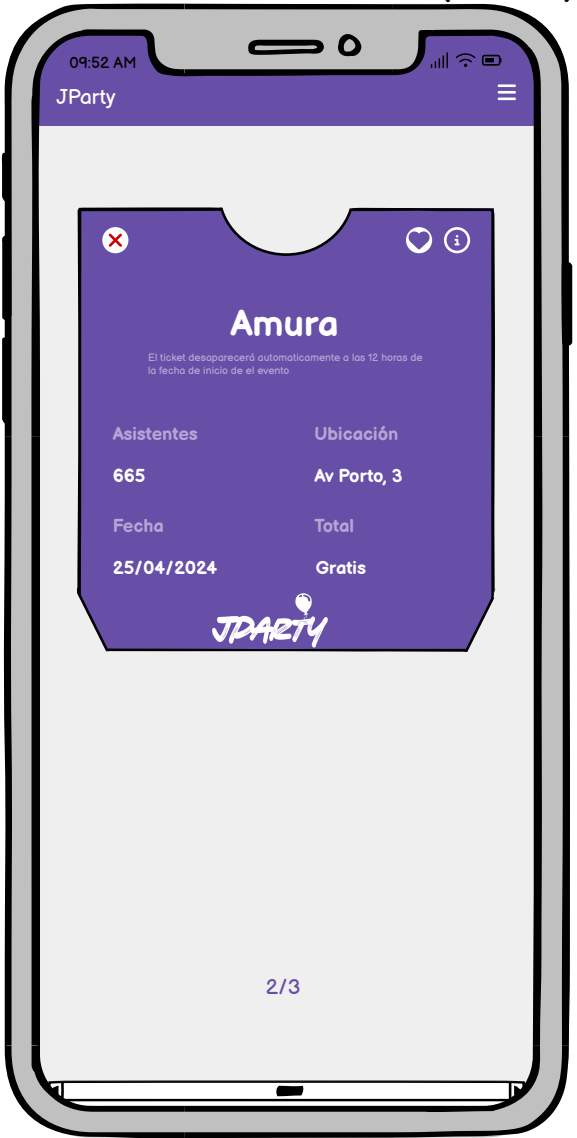 09:52 AM
JParty
Amura
El ticket desaparecerá automaticamente a las 12 horas de
la fecha de inicio de el evento
Asistentes
Ubicación
665
Av Porto, 3
Fecha
Total
25/04/2024
Gratis
JPARTY
2/3